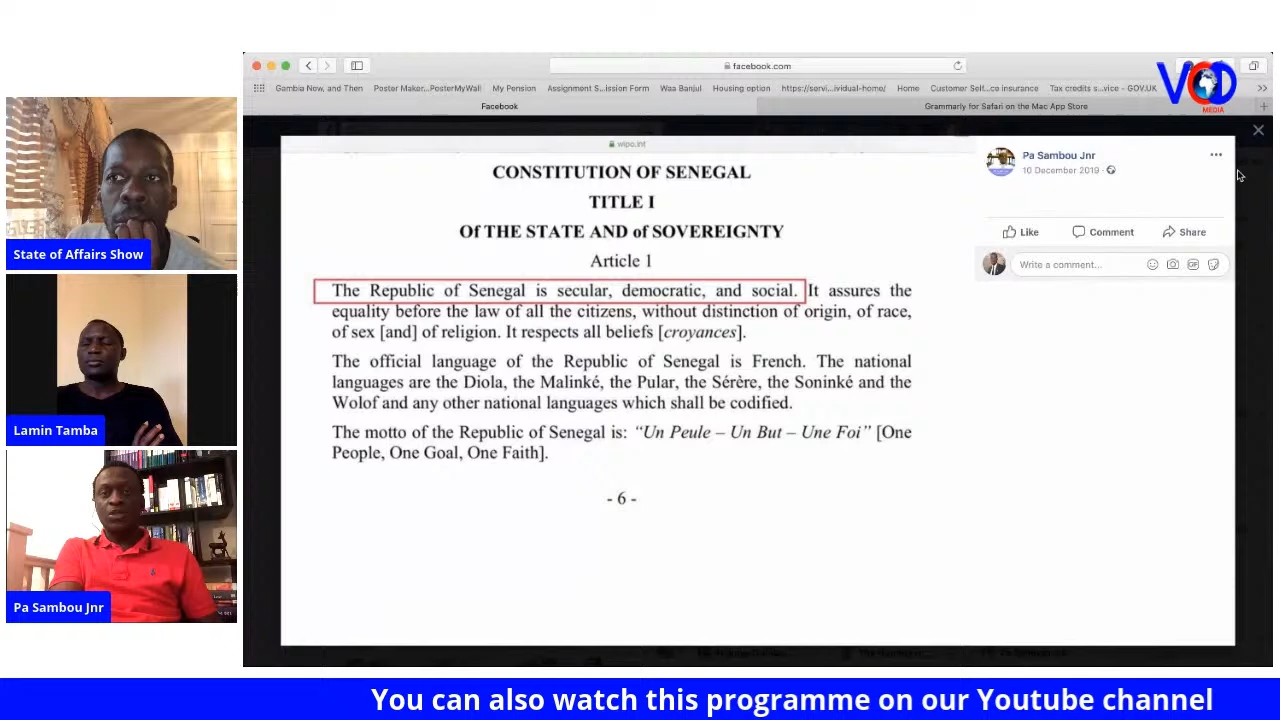 facebook.com
Gambia Now, and Then
Poster Maker...PosterMyWall
My Pension
Assignment S...ission Form
Waa Banjul
Housing option
https://servi...ividual-home/
Home
Customer Self...ce insurance
Tax credits s...vice - GOV.UK
Facebook
Grammarly for Safari on the Mac App Store
VOD
MEDIA
wipo.int
CONSTITUTION OF SENEGAL
TITLE I
Of THE STATE AND of SOVEREIGNTY
Article 1
The Republic of Senegal is secular, democratic, and social. It assures the
equality before the law of all the citizens, without distinction of origin, of race,
of sex [and] of religion. It respects all beliefs [croyances].
The official language of the Republic of Senegal is French. The national
languages are the Diola, the Malinké, the Pular, the Sérère, the Soninké and the
Wolof and any other national languages which shall be codified.
The motto of the Republic of Senegal is: “Un Peule – Un But – Une Foi” [One
People, One Goal, One Faith].
- 6 -
Pa Sambou Jnr
10 December 2019
Like
Comment
Share
Write a comment...
State of Affairs Show
Lamin Tamba
Pa Sambou Jnr
You can also watch this programme on our Youtube channel